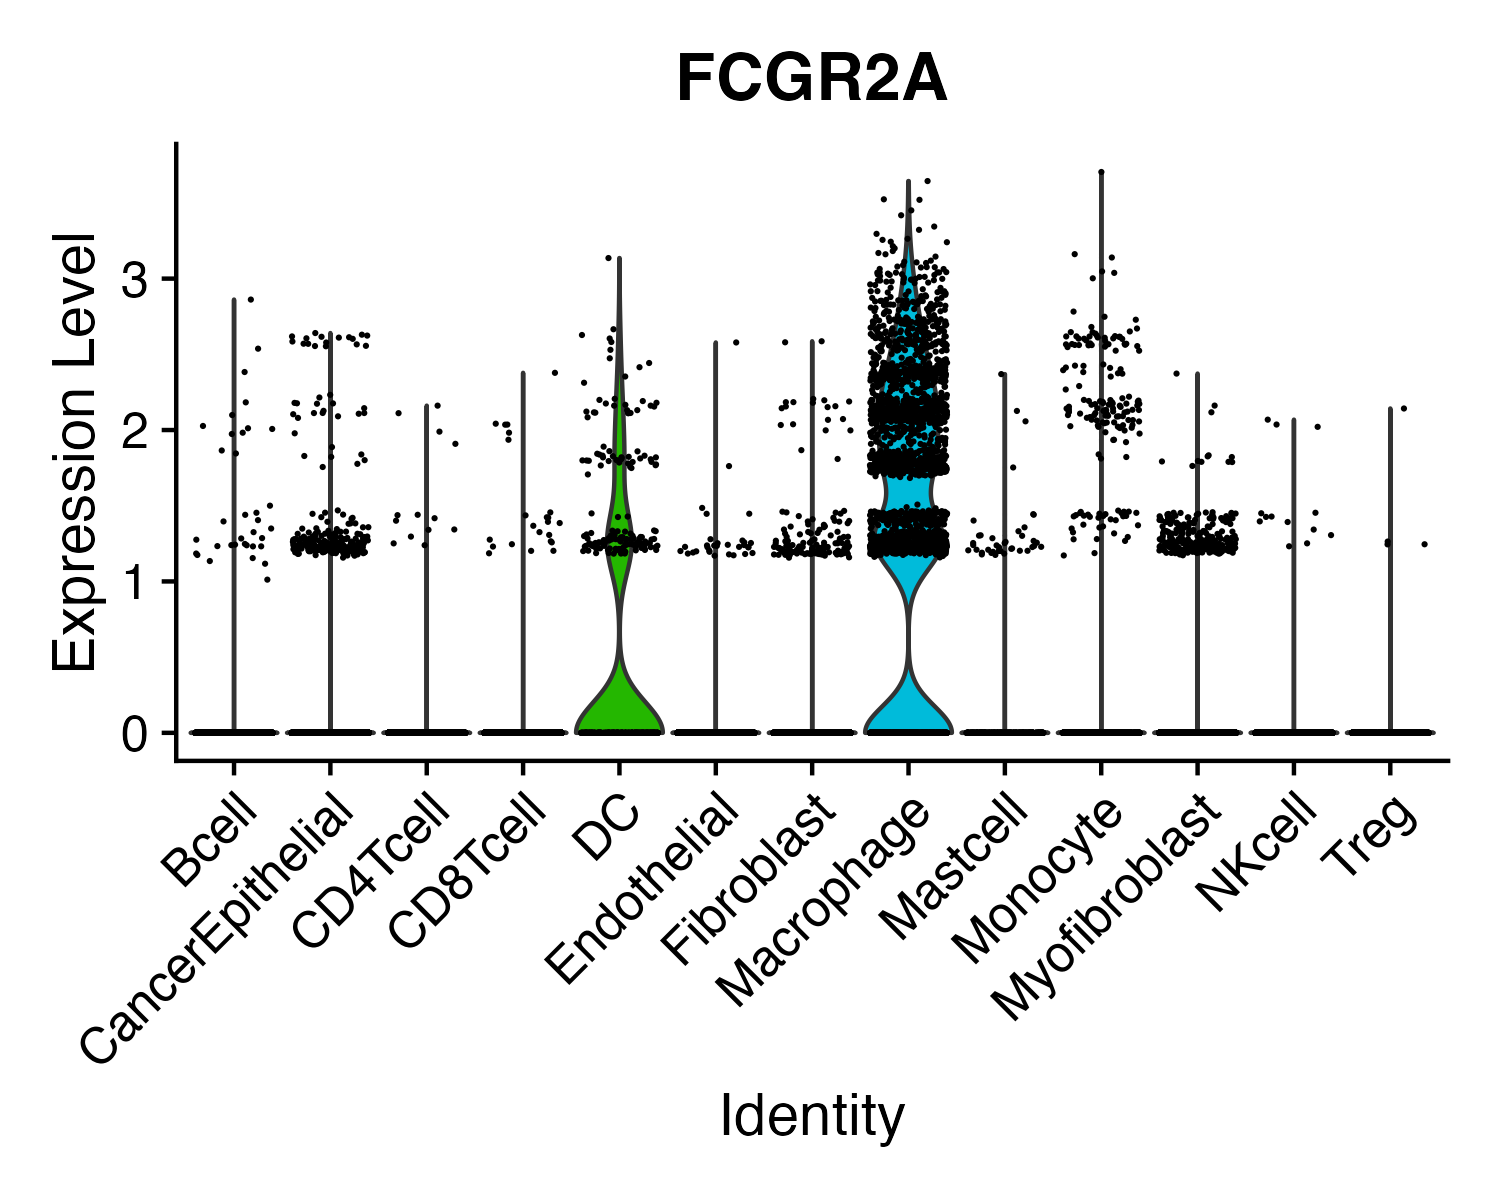 FCGR2A
Expression Level
3
2
1
0
Bcell
CancerEpithelial
CD4Tcell
CD8Tcell
DC
Endothelial
Fibroblast
Macrophage
Mastcell
Monocyte
Myofibroblast
NKcell
Treg
Identity